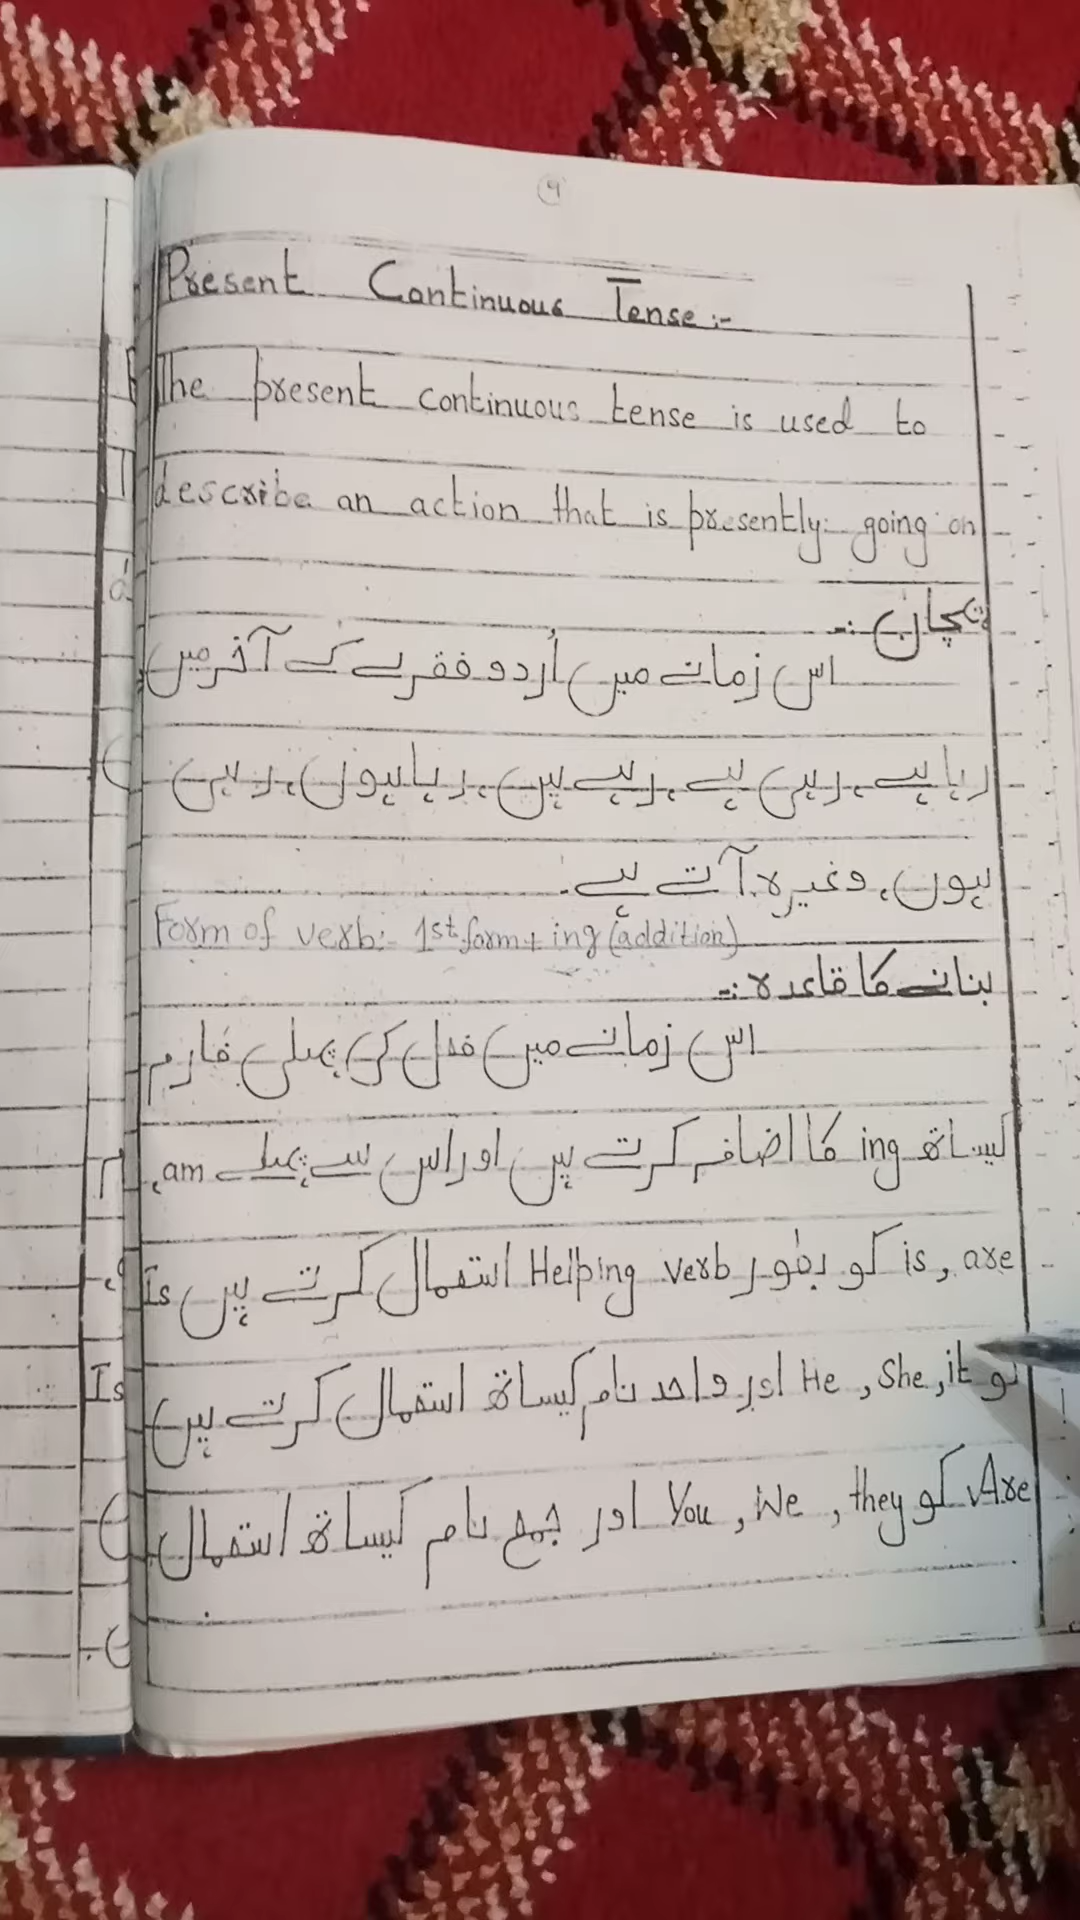 9
Present Continuous Tense:-
The present continuous tense is used to
describe an action that is presently going on
پہچان :-
اس زمانے میں اُردو فقرے کے آخر میں
رہا ہے، رہی ہے، رہے ہیں، رہا ہوں، رہی
ہوں، وغیرہ آتے ہے۔
Form of verb:- 1st form + ing (addition)
بنانے کا قاعدہ :-
اس زمانے میں فعل کی پہلی فارم
کیساتھ ing کا اضافہ کرتے ہیں اور اس سے پہلے am,
is, are کو بطور Helping verb استعمال کرتے ہیں Is
کو He, She, it اور واحد نام کیساتھ استعمال کرتے ہیں
Are کو You, We, they اور جمع نام کیساتھ استعمال